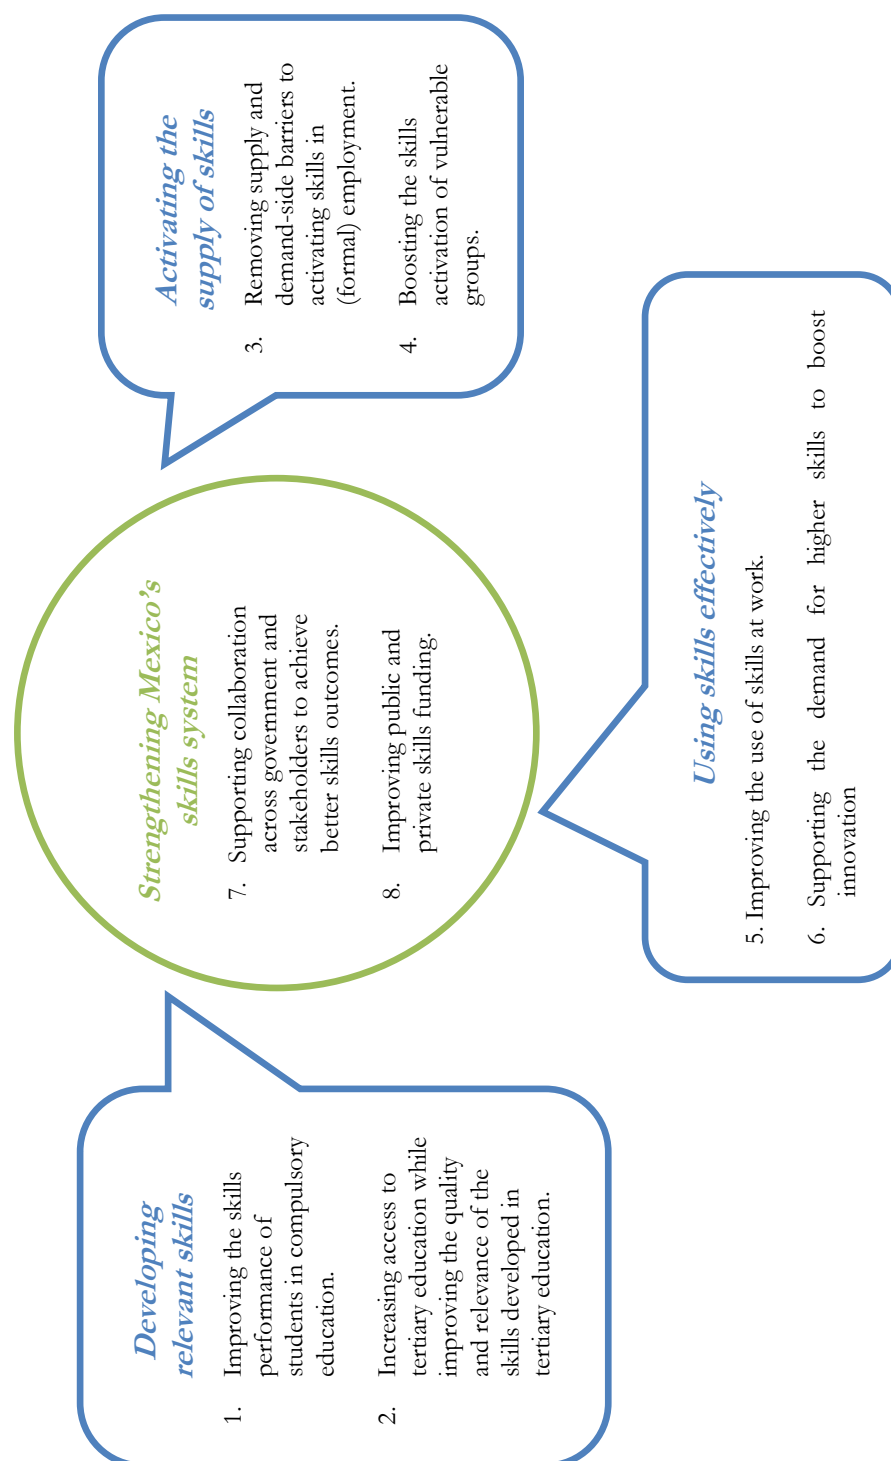 Developing
relevant skills
1. Improving the skills
performance of
students in compulsory
education.
2. Increasing access to
tertiary education while
improving the quality
and relevance of the
skills developed in
tertiary education.
Strengthening Mexico's
skills system
7. Supporting collaboration
across government and
stakeholders to achieve
better skills outcomes.
8. Improving public and
private skills funding.
Activating the
supply of skills
3. Removing supply and
demand-side barriers to
activating skills in
(formal) employment.
4. Boosting the skills
activation of vulnerable
groups.
Using skills effectively
5. Improving the use of skills at work.
6. Supporting the demand for higher skills to boost
innovation